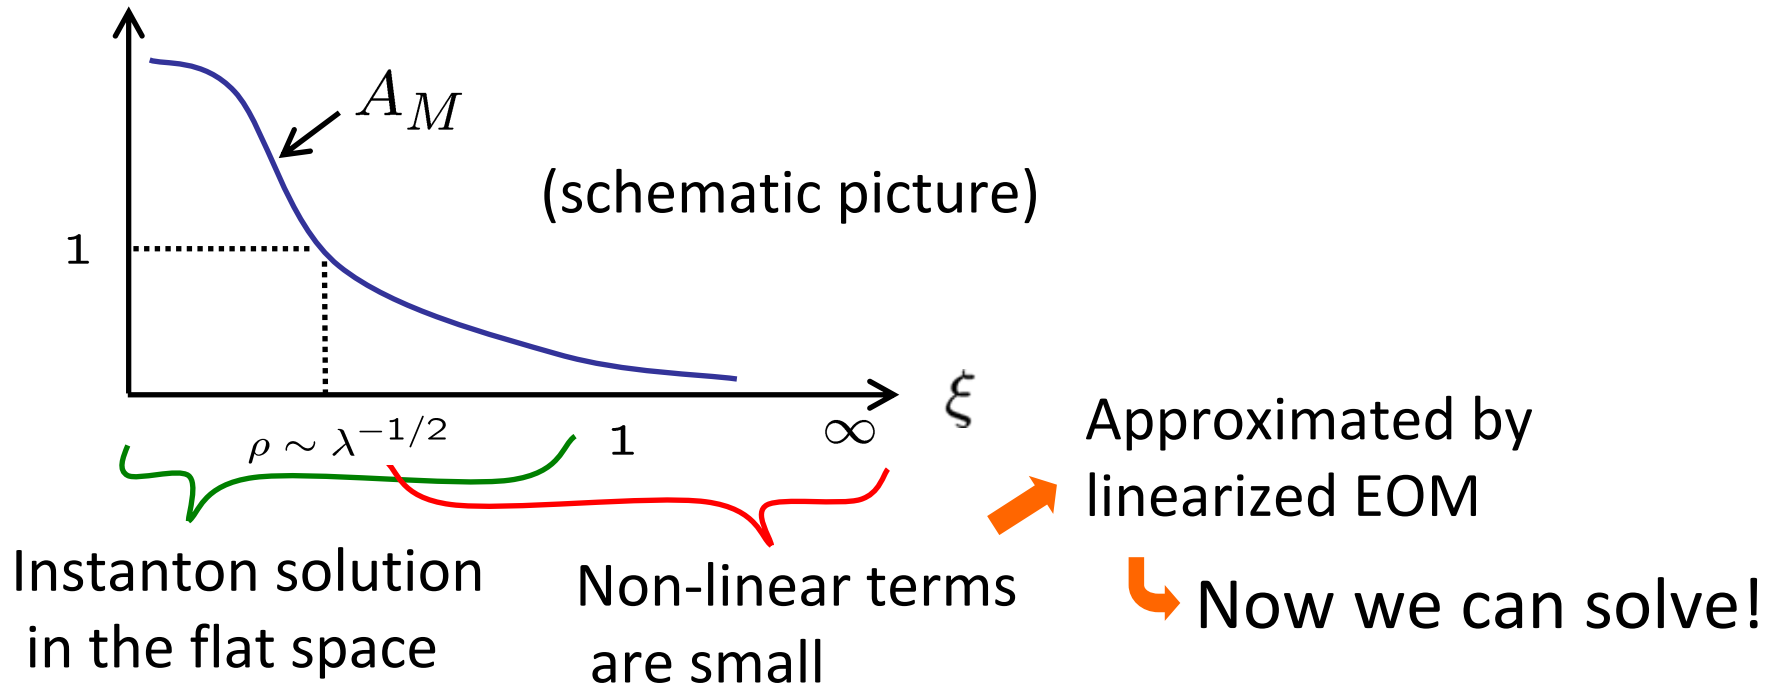 A_M
(schematic picture)
1
ξ
ρ ~ λ^{-1/2}
1
∞
Approximated by
linearized EOM
Instanton solution
in the flat space
Non-linear terms
are small
Now we can solve!